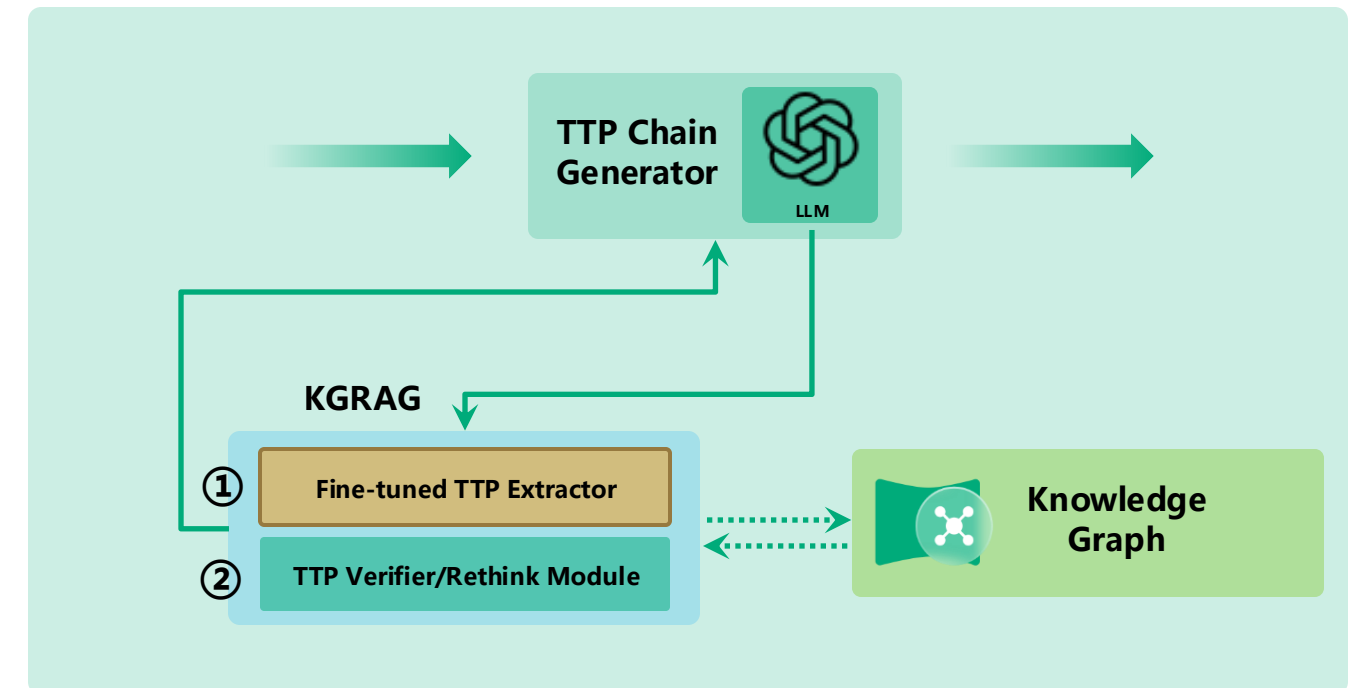 TTP Chain
Generator
LLM
KGRAG
① Fine-tuned TTP Extractor
② TTP Verifier/Rethink Module
Knowledge
Graph